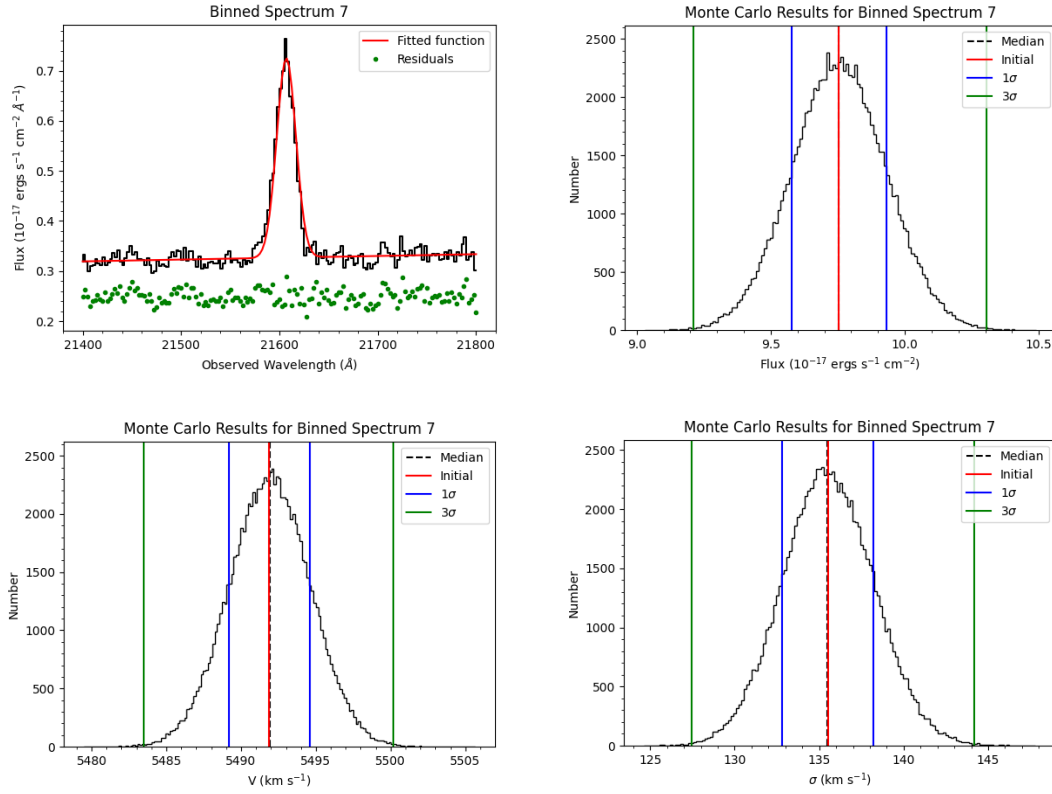 Binned Spectrum 7
Fitted function
Residuals
Flux (10⁻¹⁷ ergs s⁻¹ cm⁻² Å⁻¹)
0.7
0.6
0.5
0.4
0.3
0.2
21400 21500 21600 21700 21800
Observed Wavelength (Å)
Monte Carlo Results for Binned Spectrum 7
Median
Initial
1σ
3σ
Number
2500
2000
1500
1000
500
0
9.0 9.5 10.0 10.5
Flux (10⁻¹⁷ ergs s⁻¹ cm⁻²)
Monte Carlo Results for Binned Spectrum 7
Median
Initial
1σ
3σ
Number
2500
2000
1500
1000
500
0
5480 5485 5490 5495 5500 5505
V (km s⁻¹)
Monte Carlo Results for Binned Spectrum 7
Median
Initial
1σ
3σ
Number
2500
2000
1500
1000
500
0
125 130 135 140 145
σ (km s⁻¹)